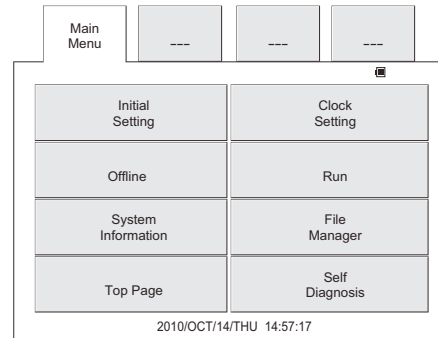 Main
Menu
---
---
---
Initial
Setting
Clock
Setting
Offline
Run
System
Information
File
Manager
Top Page
Self
Diagnosis
2010/OCT/14/THU 14:57:17